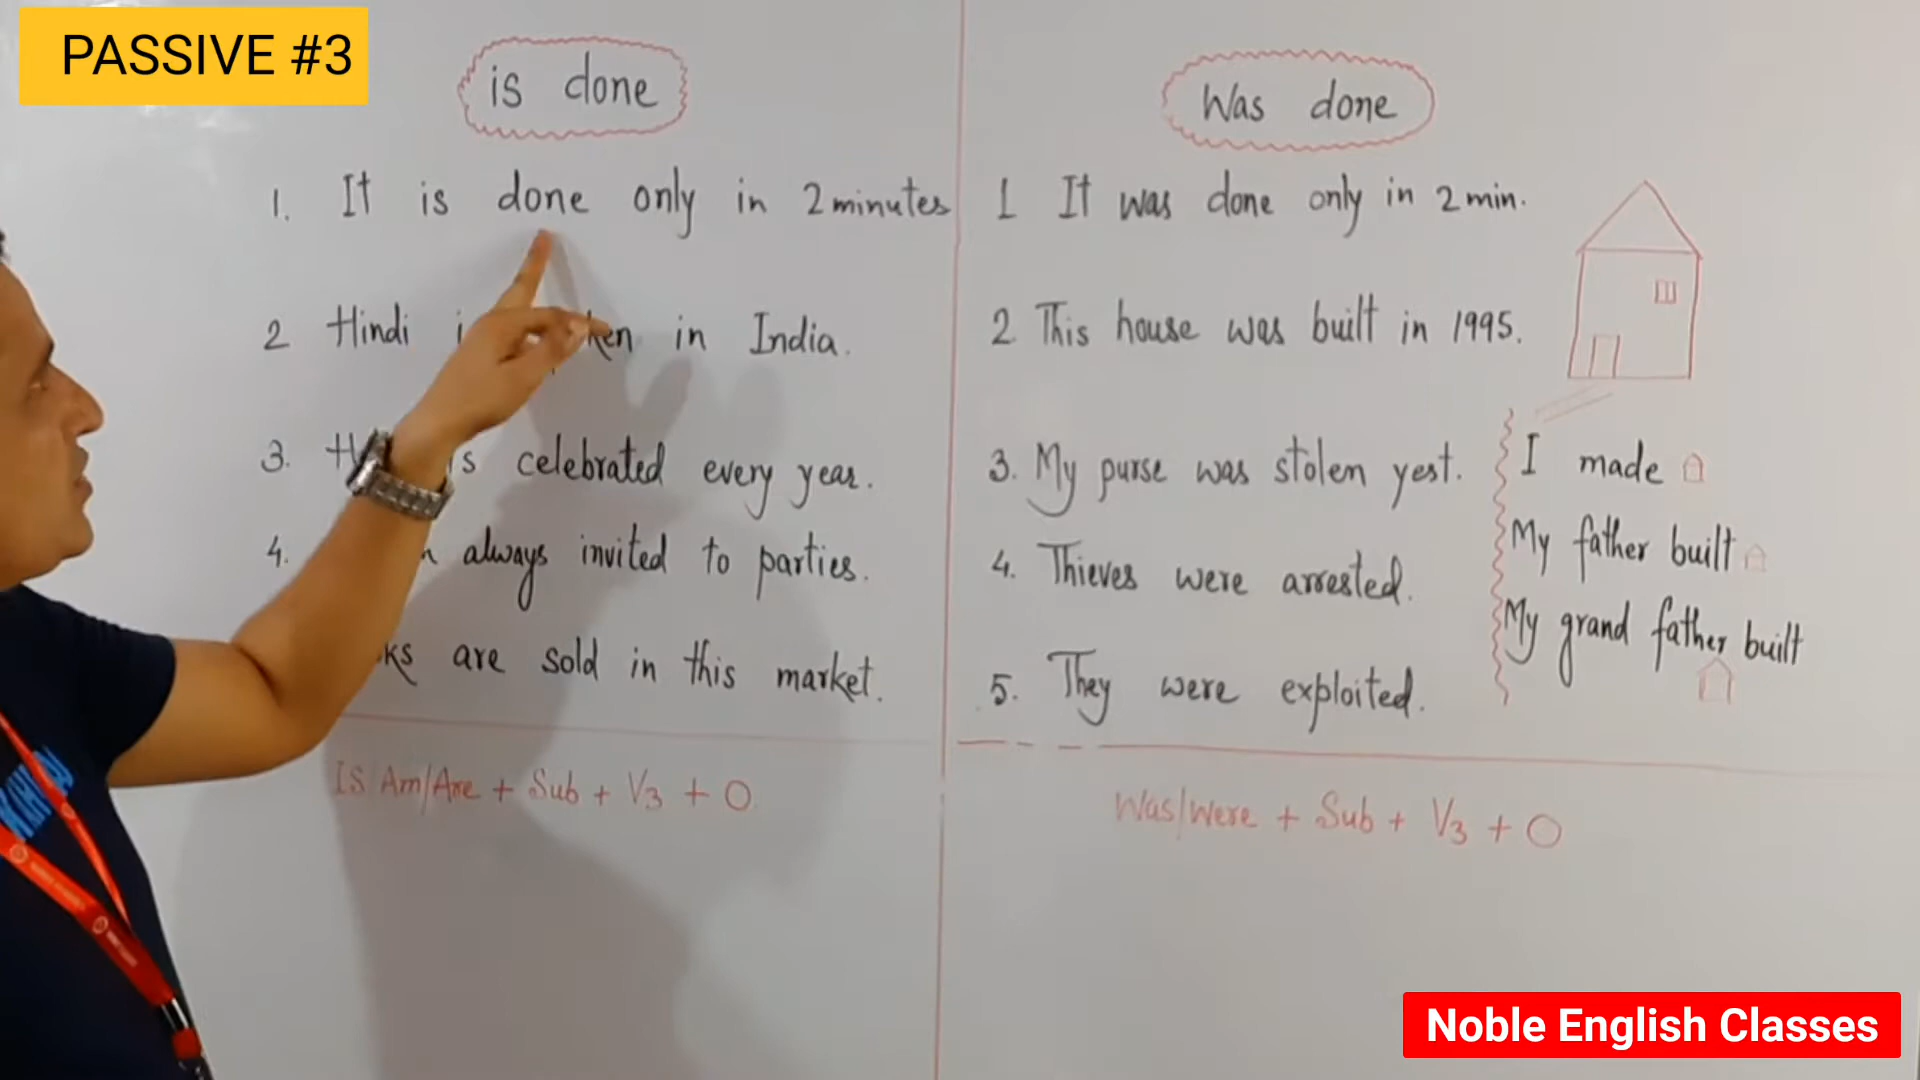 PASSIVE #3
is done
1. It is done only in 2 minutes
2 Hindi in India.
3. celebrated every year.
4. always invited to parties.
are sold in this market.
Is Am/Are + Sub + V3 + O
Was done
1 It was done only in 2 min.
2 This house was built in 1995.
3. My purse was stolen yest.
4. Thieves were arrested.
5. They were exploited.
Was/Were + Sub + V3 + O
I made
My father built
My grand father built
Noble English Classes